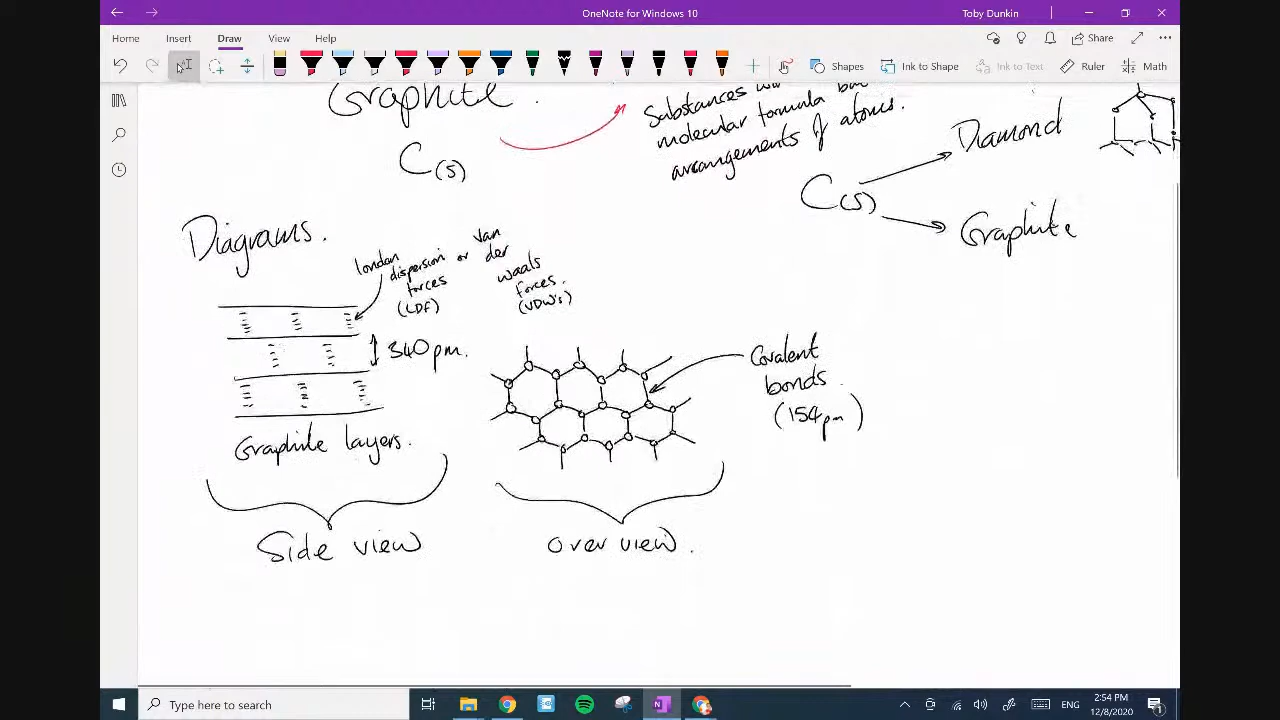 OneNote for Windows 10
Toby Dunkin
Home
Insert
Draw
View
Help
Share
Shapes
Ink to Shape
Ink to Text
Ruler
Math
Graphite.
C(s)
Substances
molecular formula
arrangements of atoms.
C(s)
Diamond
Graphite
Diagrams.
London
dispersion
forces
(LDF)
or
Van
der
waals
forces.
(VDW's)
340pm.
Graphite layers.
Side view
Covalent
bonds.
(154pm)
over view.
Type here to search
2:54 PM
12/8/2020